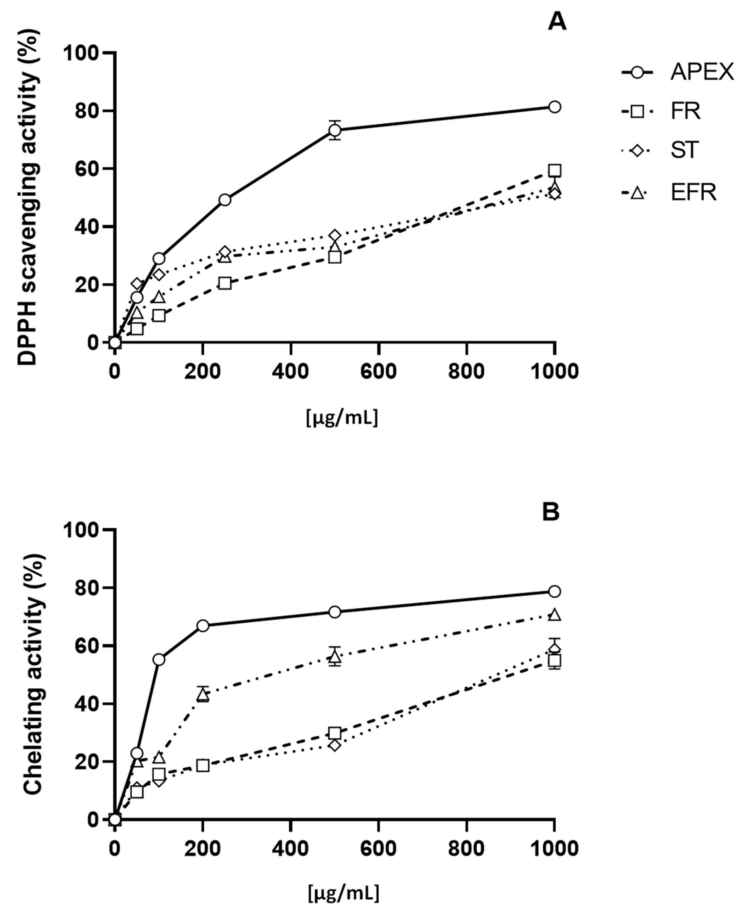 A
DPPH scavenging activity (%)
100
80
60
40
20
0
0 200 400 600 800 1000
[µg/mL]
APEX
FR
ST
EFR
B
Chelating activity (%)
100
80
60
40
20
0
0 200 400 600 800 1000
[µg/mL]